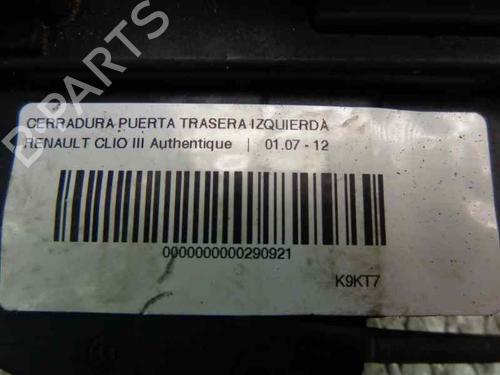 CERRADURA PUERTA TRASERA IZQUIERDA
RENAULT CLIO III Authentique | 01.07 - 12
0000000000290921
K9KT7
B-PARTS